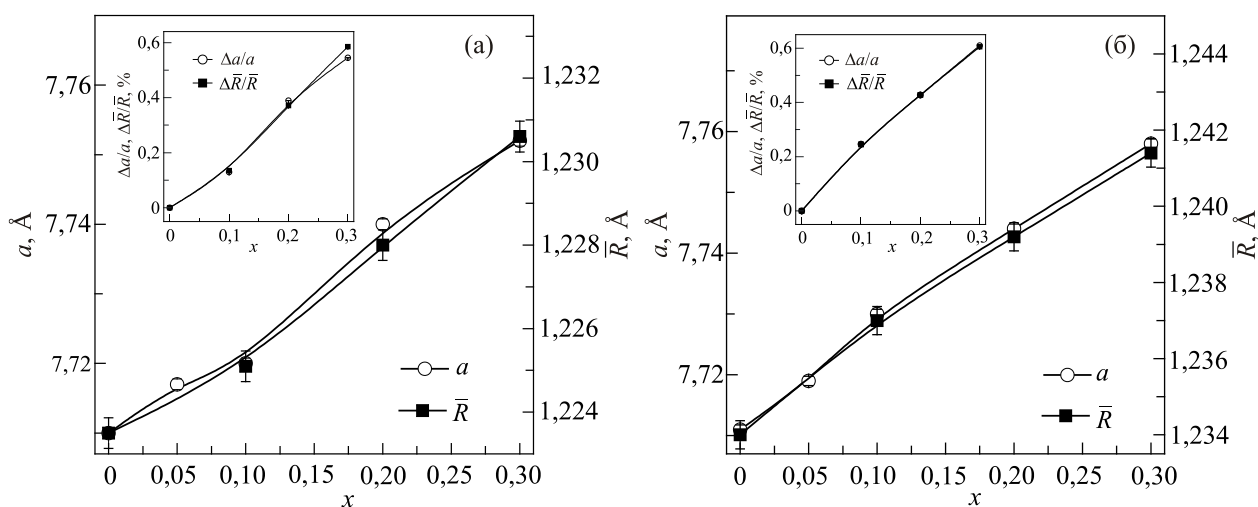 (а)
7,76
7,74
7,72
a, Å
1,232
1,230
1,228
1,226
1,224
R̅, Å
0 0,05 0,10 0,15 0,20 0,25 0,30
x
a
R̅
0,6
0,4
0,2
0
Δa/a, ΔR̅/R̅, %
Δa/a
ΔR̅/R̅
0 0,1 0,2 0,3
x
(б)
7,76
7,74
7,72
a, Å
1,244
1,242
1,240
1,238
1,236
1,234
R̅, Å
0 0,05 0,10 0,15 0,20 0,25 0,30
x
a
R̅
0,6
0,4
0,2
0
Δa/a, ΔR̅/R̅, %
Δa/a
ΔR̅/R̅
0 0,1 0,2 0,3
x